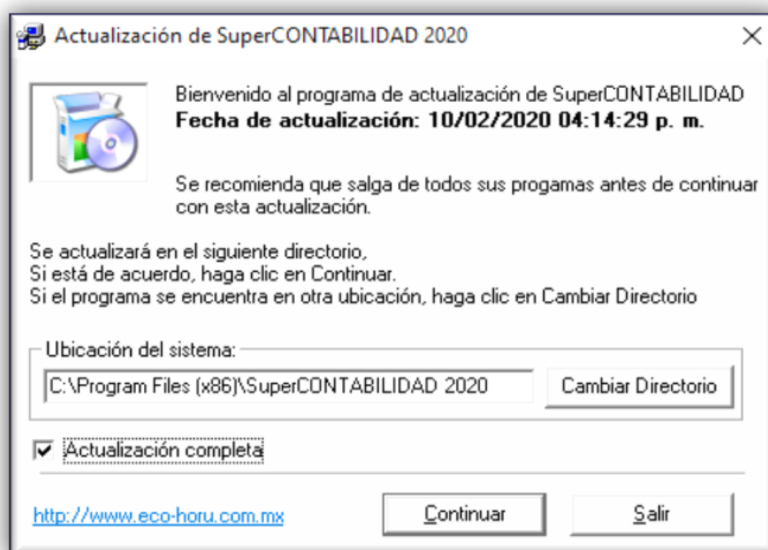 Actualización de SuperCONTABILIDAD 2020
Bienvenido al programa de actualización de SuperCONTABILIDAD
Fecha de actualización: 10/02/2020 04:14:29 p. m.
Se recomienda que salga de todos sus progamas antes de continuar
con esta actualización.
Se actualizará en el siguiente directorio,
Si está de acuerdo, haga clic en Continuar.
Si el programa se encuentra en otra ubicación, haga clic en Cambiar Directorio
Ubicación del sistema:
C:\Program Files (x86)\SuperCONTABILIDAD 2020
Cambiar Directorio
Actualización completa
http://www.eco-horu.com.mx
Continuar
Salir